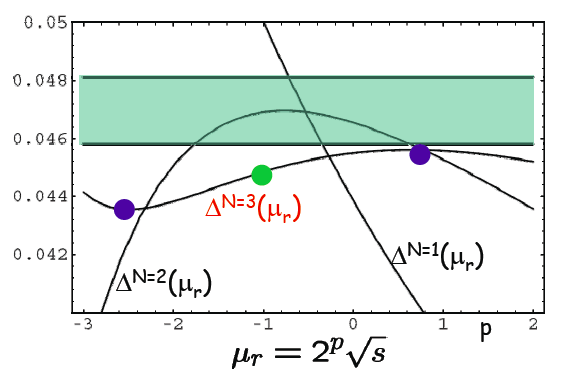 0.05
0.048
0.046
0.044
0.042
Δ^{N=3}(μ_r)
Δ^{N=1}(μ_r)
Δ^{N=2}(μ_r)
-3 -2 -1 0 1 p 2
μ_r = 2^p √s